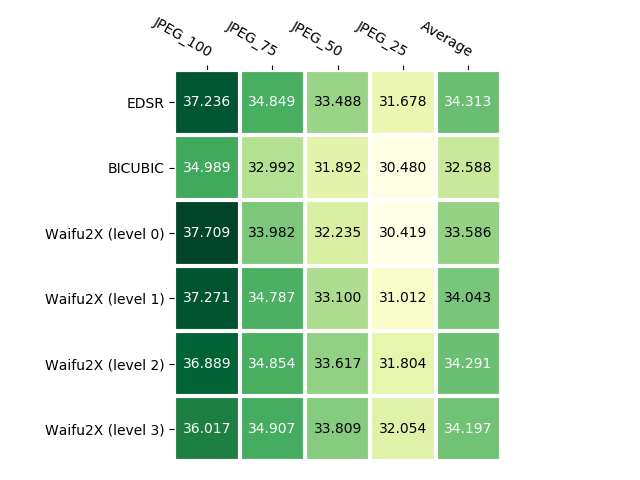 JPEG_100 JPEG_75 JPEG_50 JPEG_25 Average
EDSR 37.236 34.849 33.488 31.678 34.313
BICUBIC 34.989 32.992 31.892 30.480 32.588
Waifu2X (level 0) 37.709 33.982 32.235 30.419 33.586
Waifu2X (level 1) 37.271 34.787 33.100 31.012 34.043
Waifu2X (level 2) 36.889 34.854 33.617 31.804 34.291
Waifu2X (level 3) 36.017 34.907 33.809 32.054 34.197